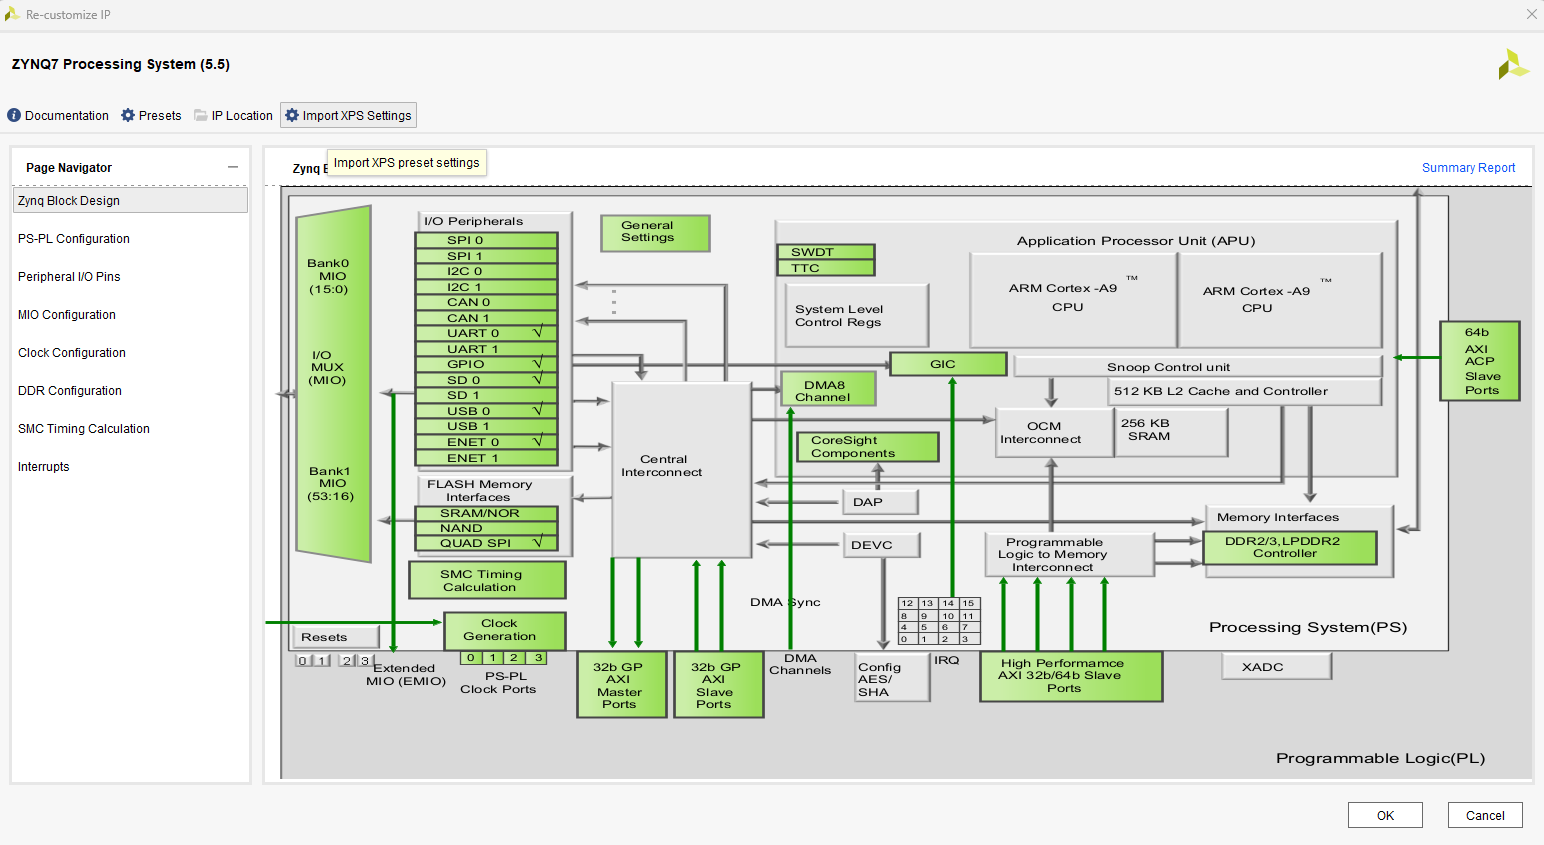 Re-customize IP
ZYNQ7 Processing System (5.5)
Documentation
Presets
IP Location
Import XPS Settings
Import XPS preset settings
Page Navigator
Zynq Block Design
PS-PL Configuration
Peripheral I/O Pins
MIO Configuration
Clock Configuration
DDR Configuration
SMC Timing Calculation
Interrupts
Zynq
Summary Report
Bank0
MIO
(15:0)
I/O
MUX
(MIO)
Bank1
MIO
(53:16)
I/O Peripherals
SPI 0
SPI 1
I2C 0
I2C 1
CAN 0
CAN 1
UART 0 √
UART 1
GPIO √
SD 0 √
SD 1
USB 0 √
USB 1
ENET 0 √
ENET 1
FLASH Memory
Interfaces
SRAM/NOR
NAND
QUAD SPI √
SMC Timing
Calculation
Clock
Generation
0 1 2 3
PS-PL
Clock Ports
Resets
0 1 2 3
Extended
MIO (EMIO)
General
Settings
Central
Interconnect
32b GP
AXI
Master
Ports
32b GP
AXI
Slave
Ports
DMA Sync
DMA
Channels
Application Processor Unit (APU)
SWDT
TTC
System Level
Control Regs
ARM Cortex -A9 ™
CPU
ARM Cortex -A9 ™
CPU
GIC
Snoop Control unit
DMA8
Channel
512 KB L2 Cache and Controller
OCM
Interconnect
256 KB
SRAM
CoreSight
Components
DAP
DEVC
Programmable
Logic to Memory
Interconnect
Memory Interfaces
DDR2/3,LPDDR2
Controller
64b
AXI
ACP
Slave
Ports
12 13 14 15
8 9 10 11
4 5 6 7
0 1 2 3
IRQ
Config
AES/
SHA
High Performamce
AXI 32b/64b Slave
Ports
Processing System(PS)
XADC
Programmable Logic(PL)
OK
Cancel